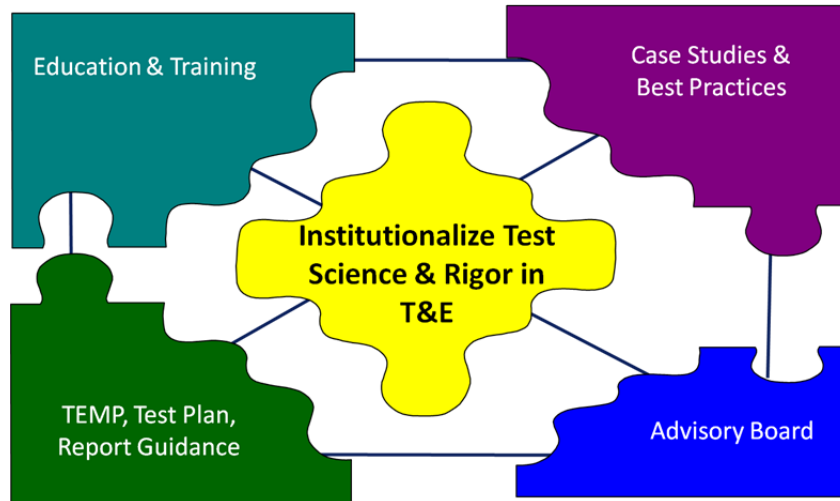 Education & Training
Case Studies &
Best Practices
Institutionalize Test
Science & Rigor in
T&E
TEMP, Test Plan,
Report Guidance
Advisory Board